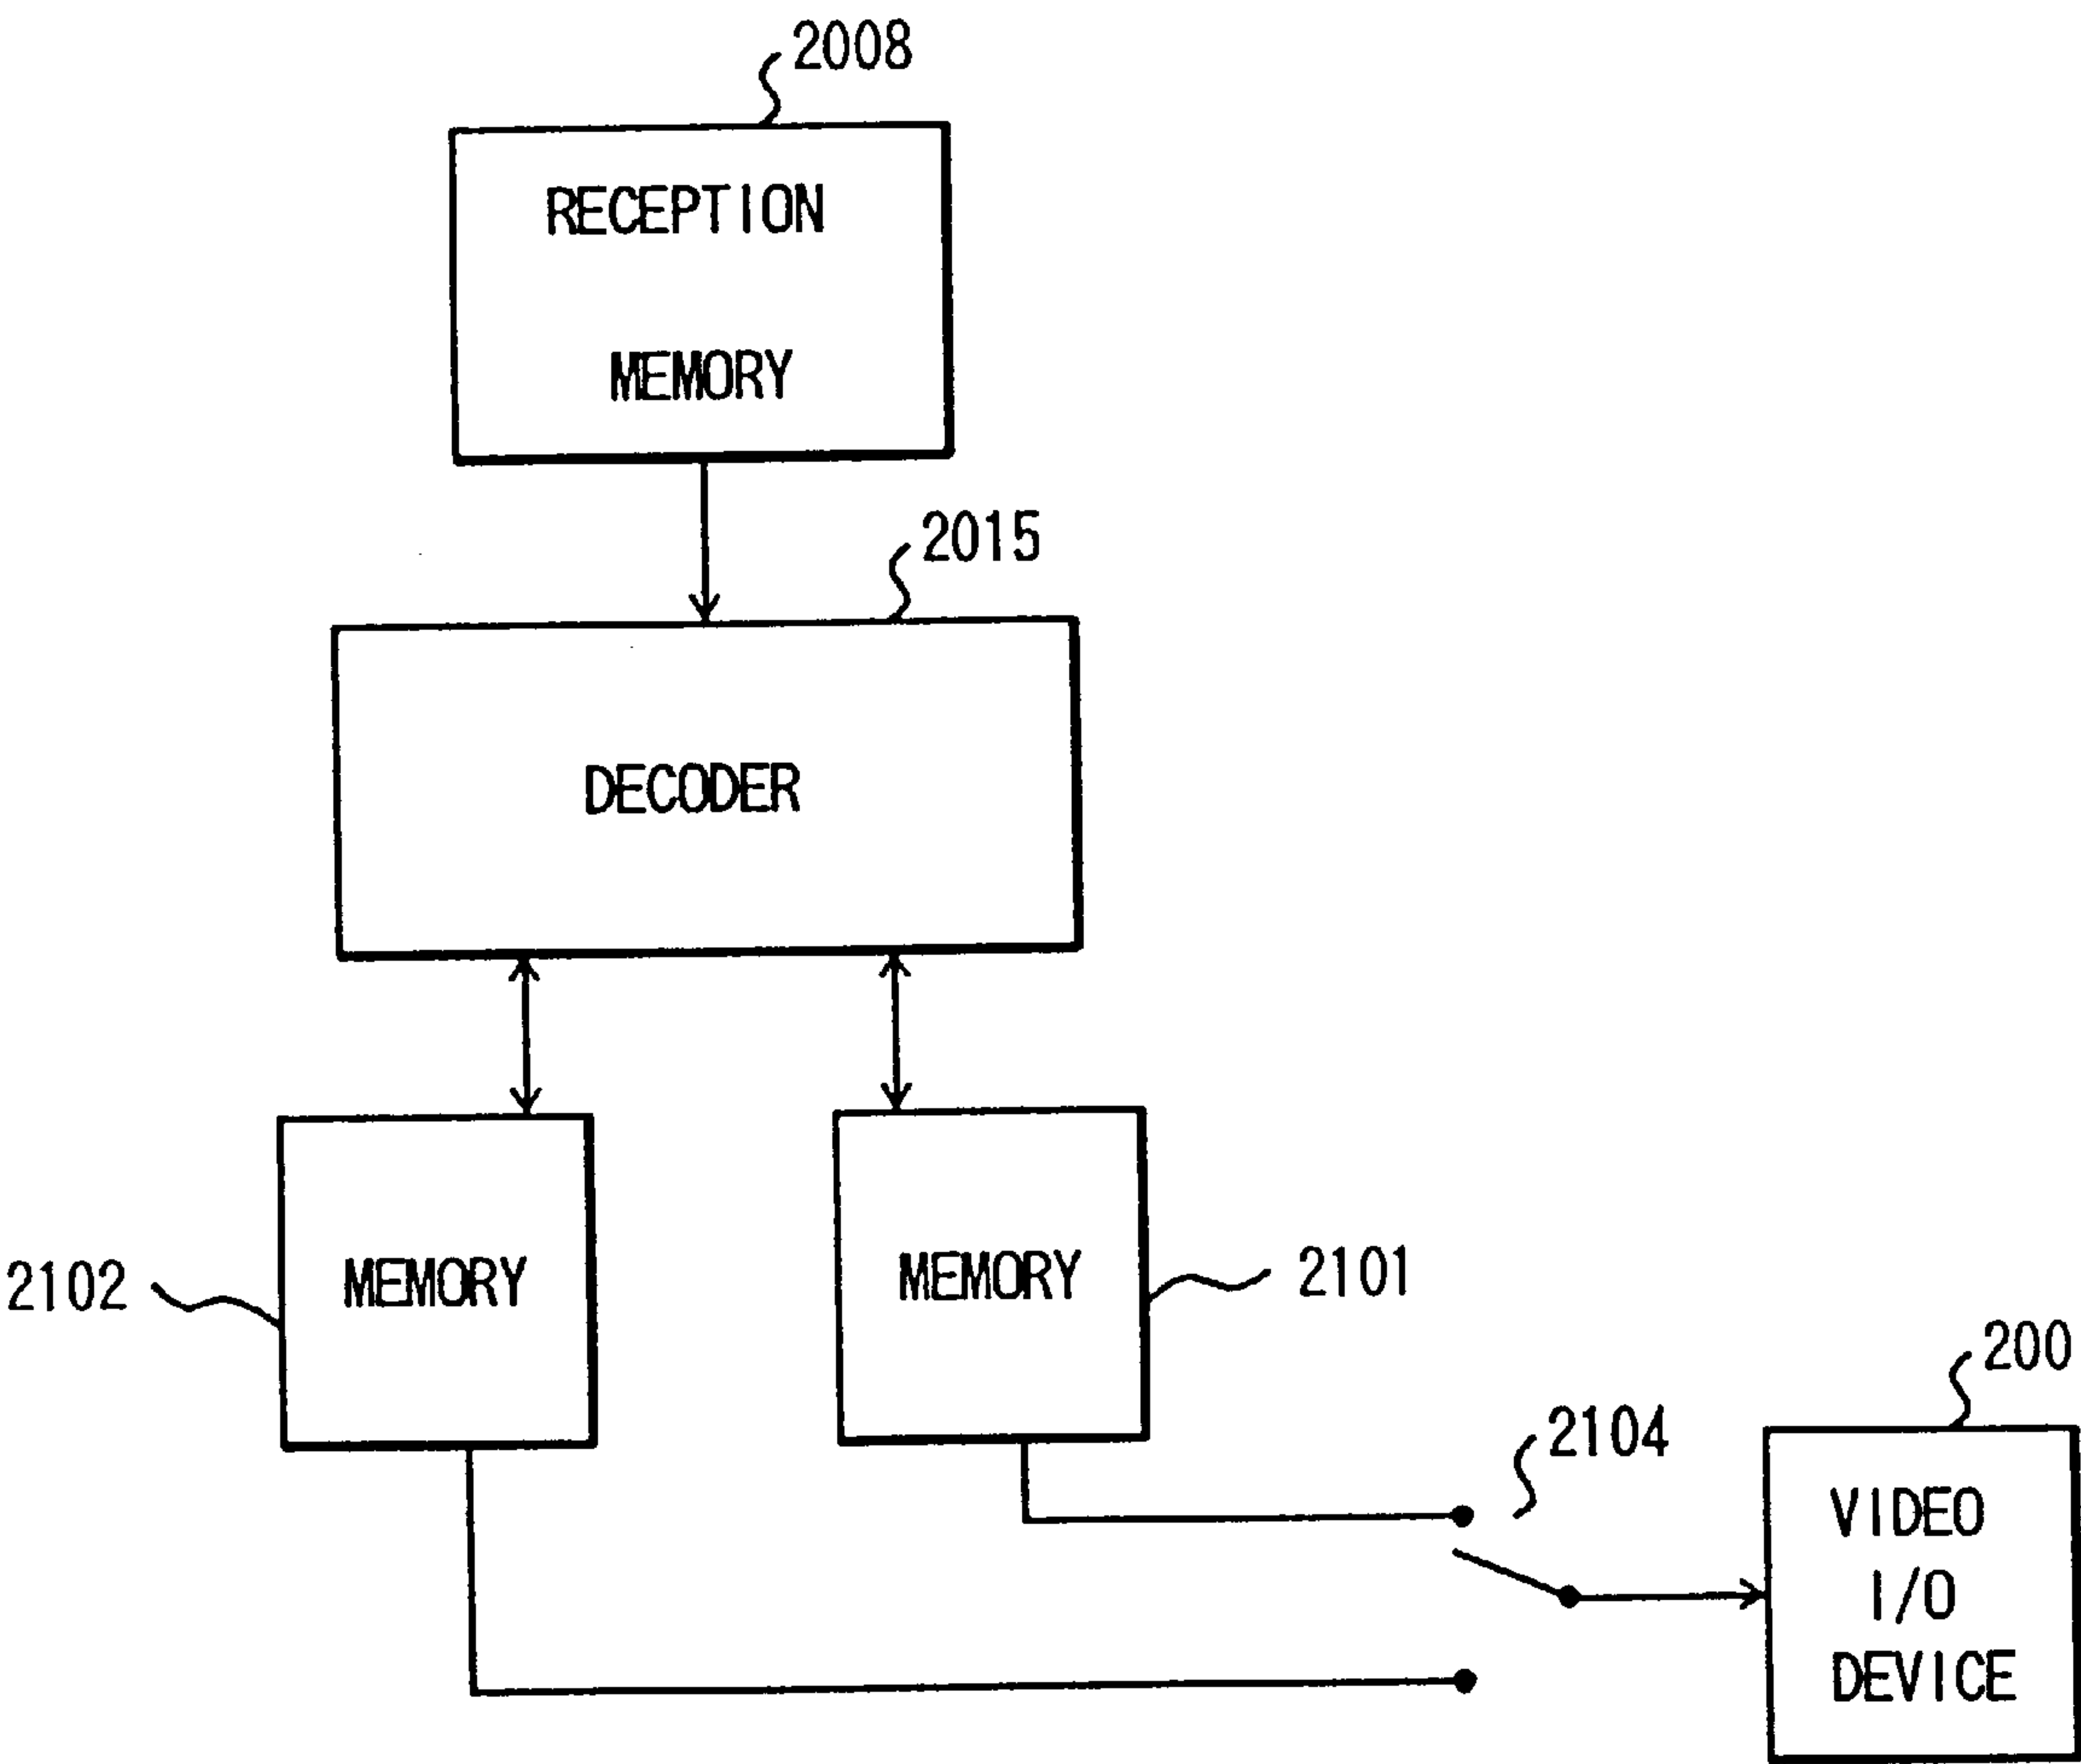 2008
RECEPTION
MEMORY
2015
DECODER
2102
MEMORY
MEMORY
2101
200
2104
VIDEO
I/O
DEVICE